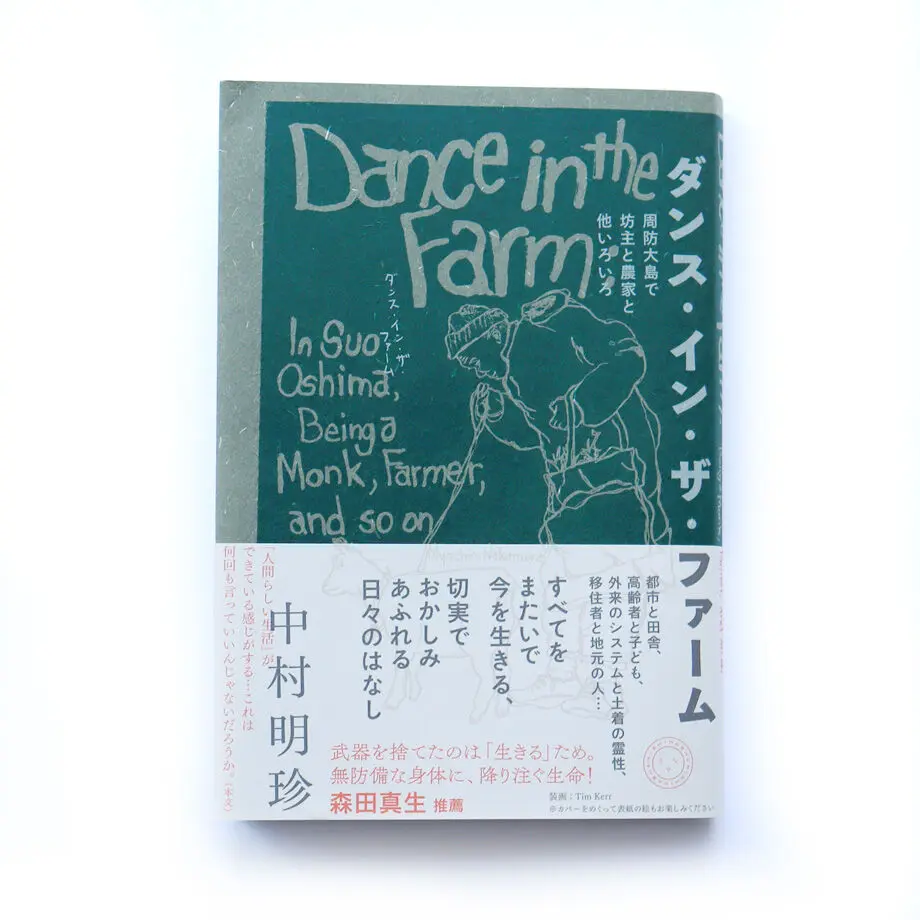 Dance in the
Farm:
ダンス・イン・ザ・
ファーム
In Suo
Oshima,
Being a
Monk, Farmer,
and so on
ダンス・イン・ザ・ファーム
周防大島で
坊主と農家と
他いろいろ
都市と田舎、
高齢者と子ども、
外来のシステムと土着の霊性、
移住者と地元の人…
すべてを
またいで
今を生きる、
切実で
おかしみ
あふれる
日々のはなし
中村明珍
「人間らしい生活」が
できている感じがする…これは
何回も言っていいんじゃないだろうか。(本文)
武器を捨てたのは「生きる」ため。
無防備な身体に、降り注ぐ生命！
森田真生 推薦
装画：Tim Kerr
※カバーをめくって表紙の絵もお楽しみください